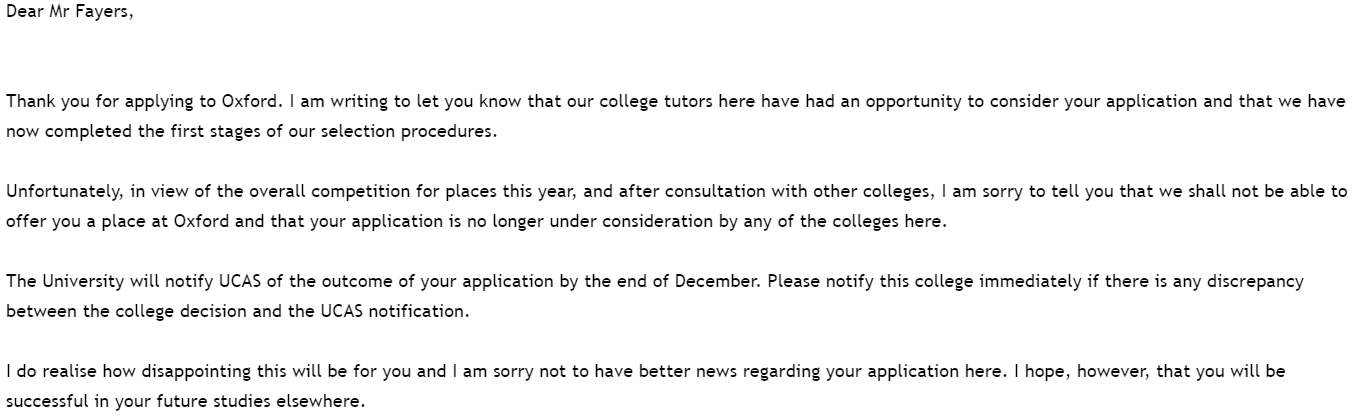 Dear Mr Fayers,
Thank you for applying to Oxford. I am writing to let you know that our college tutors here have had an opportunity to consider your application and that we have
now completed the first stages of our selection procedures.
Unfortunately, in view of the overall competition for places this year, and after consultation with other colleges, I am sorry to tell you that we shall not be able to
offer you a place at Oxford and that your application is no longer under consideration by any of the colleges here.
The University will notify UCAS of the outcome of your application by the end of December. Please notify this college immediately if there is any discrepancy
between the college decision and the UCAS notification.
I do realise how disappointing this will be for you and I am sorry not to have better news regarding your application here. I hope, however, that you will be
successful in your future studies elsewhere.